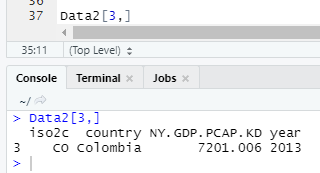 36
37 Data2[3,]
35:11 (Top Level)
Console Terminal × Jobs ×
~/
> Data2[3,]
iso2c country NY.GDP.PCAP.KD year
3 CO Colombia 7201.006 2013
>